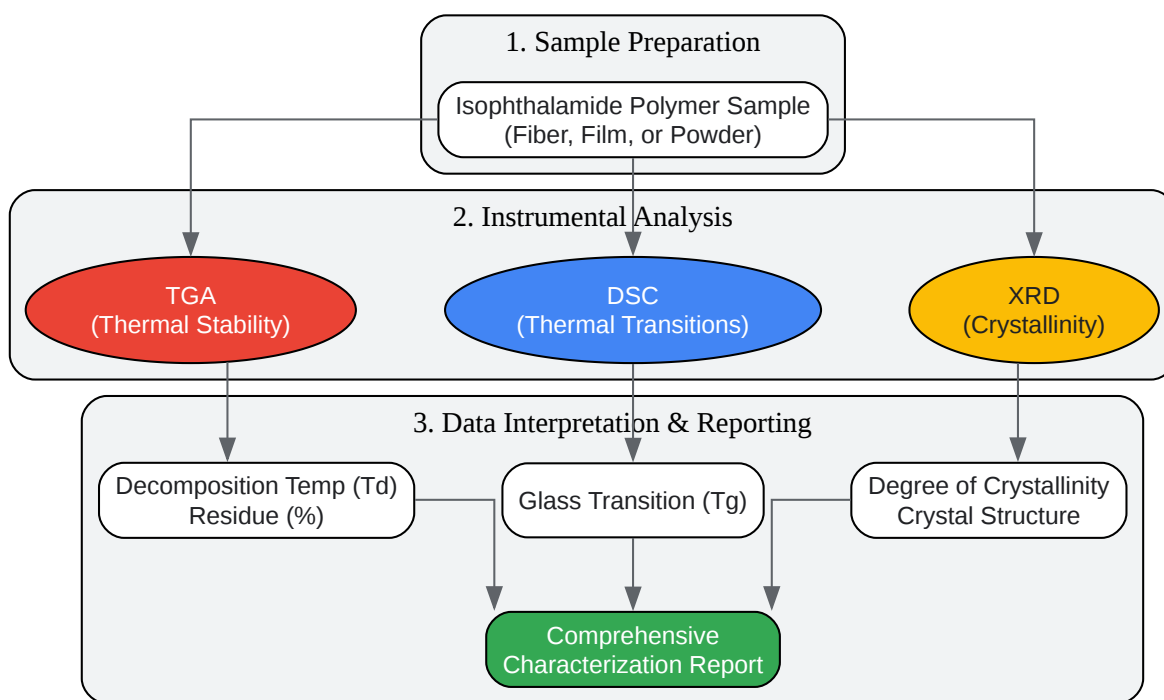 1. Sample Preparation
Isophthalamide Polymer Sample
(Fiber, Film, or Powder)
2. Instrumental Analysis
TGA
(Thermal Stability)
DSC
(Thermal Transitions)
XRD
(Crystallinity)
3. Data Interpretation & Reporting
Decomposition Temp (Td)
Residue (%)
Glass Transition (Tg)
Degree of Crystallinity
Crystal Structure
Comprehensive
Characterization Report